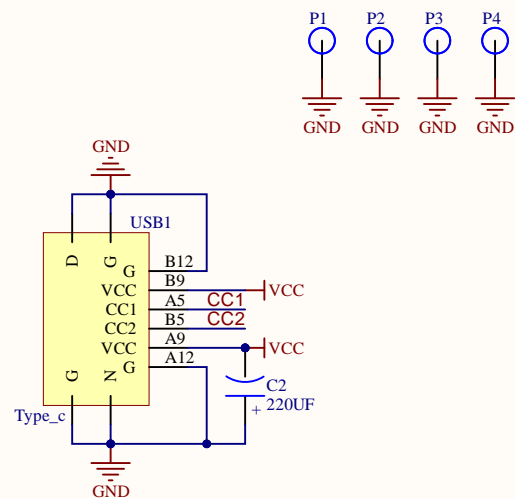 P1 P2 P3 P4
GND GND GND GND
GND
USB1
D G
G B12
VCC B9 VCC
CC1 A5 CC1
CC2 B5 CC2
VCC A9 VCC
G A12
G N
C2
Type_c + 220UF
GND